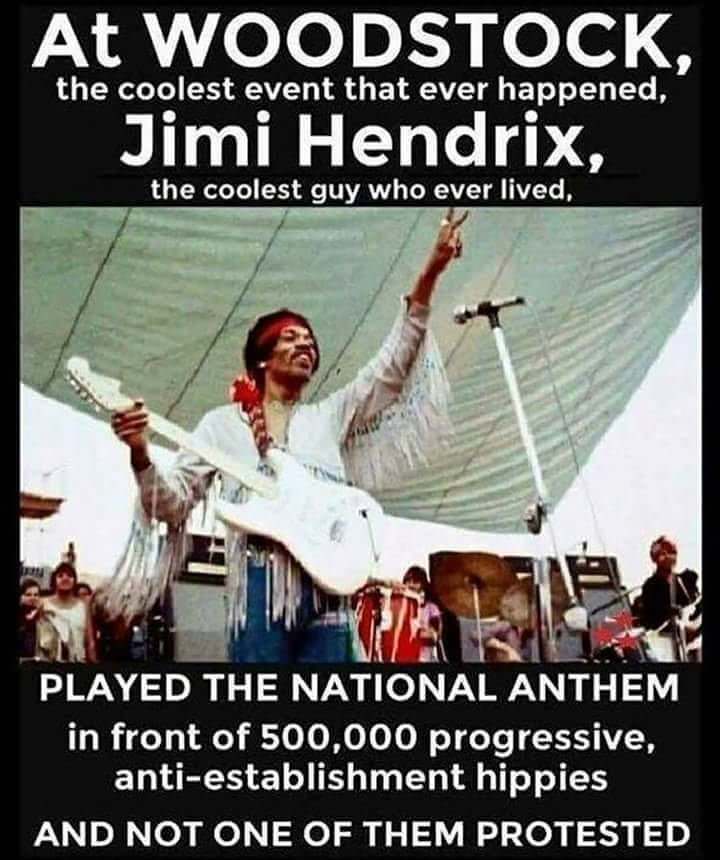 At WOODSTOCK,
the coolest event that ever happened,
Jimi Hendrix,
the coolest guy who ever lived,
PLAYED THE NATIONAL ANTHEM
in front of 500,000 progressive,
anti-establishment hippies
AND NOT ONE OF THEM PROTESTED